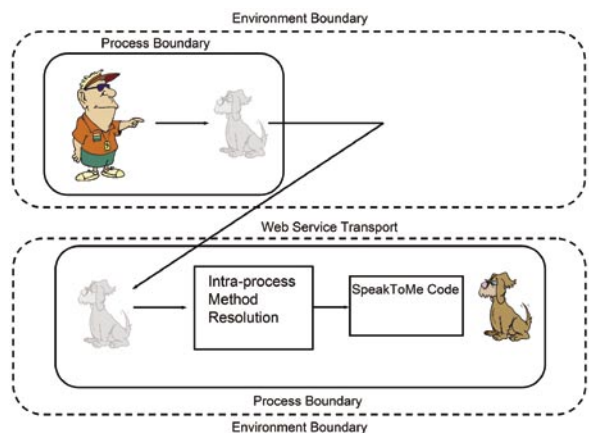 Environment Boundary
Process Boundary
Web Service Transport
Intra-process
Method
Resolution
SpeakToMe Code
Process Boundary
Environment Boundary